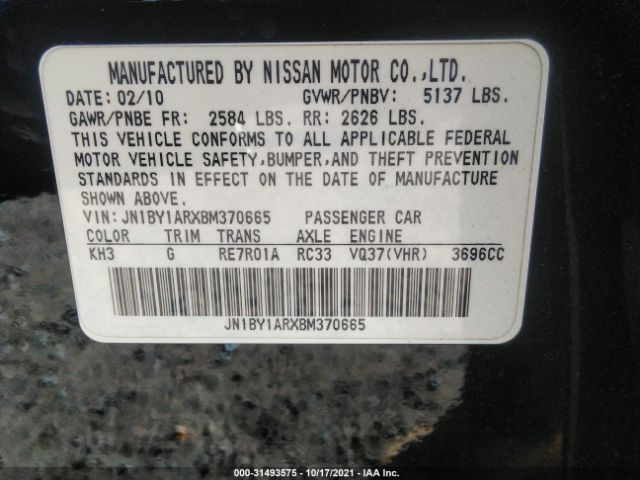 MANUFACTURED BY NISSAN MOTOR CO.,LTD.
DATE: 02/10 GVWR/PNBV: 5137 LBS.
GAWR/PNBE FR: 2584 LBS. RR: 2626 LBS.
THIS VEHICLE CONFORMS TO ALL APPLICABLE FEDERAL
MOTOR VEHICLE SAFETY,BUMPER,AND THEFT PREVENTION
STANDARDS IN EFFECT ON THE DATE OF MANUFACTURE
SHOWN ABOVE.
VIN:JN1BY1ARXBM370665 PASSENGER CAR
COLOR TRIM TRANS AXLE ENGINE
KH3 G RE7R01A RC33 VQ37(VHR) 3696CC
JN1BY1ARXBM370665
000-31493575 - 10/17/2021 - IAA Inc.